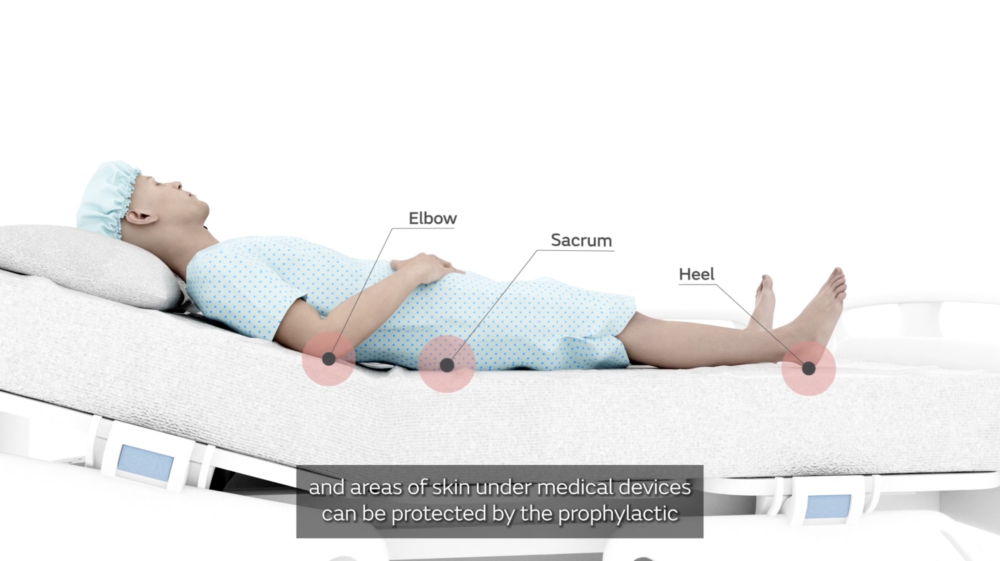 Elbow
Sacrum
Heel
and areas of skin under medical devices
can be protected by the prophylactic